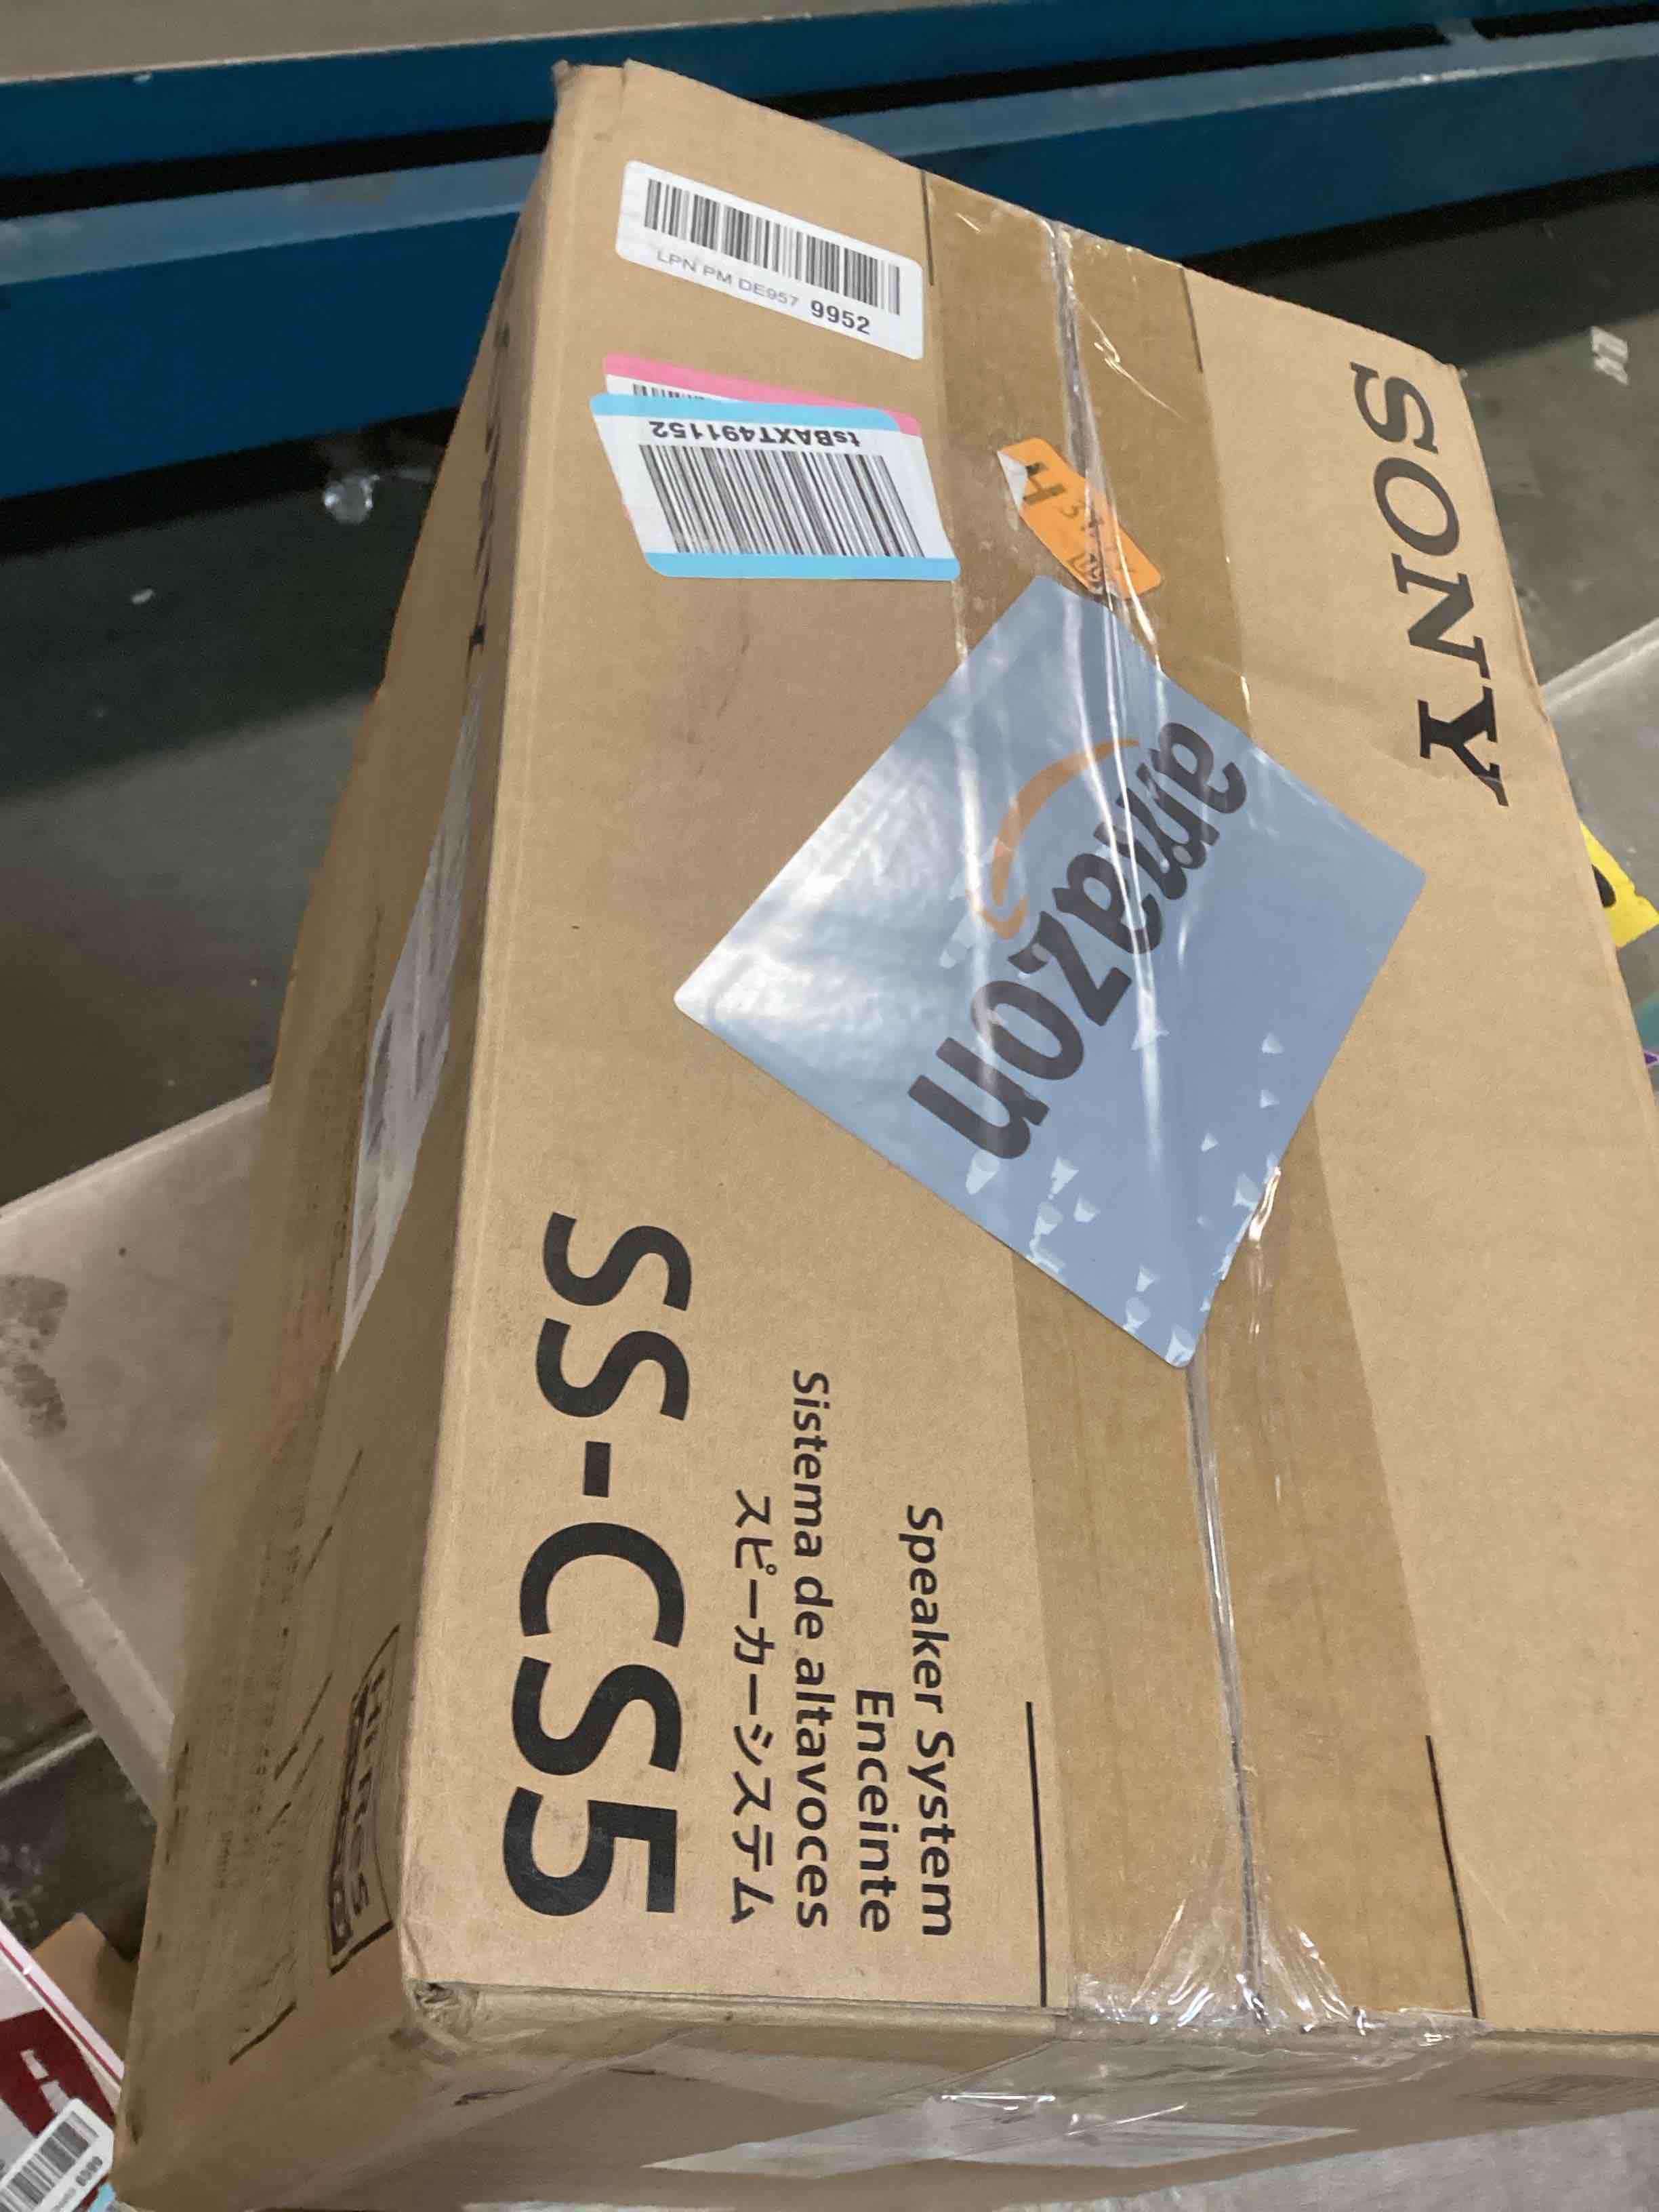 SONY
LPN PM DE957 9952
tsBAXT491152
H
amazon
Speaker System
Enceinte
Sistema de altavoces
スピーカーシステム
SS-CS5